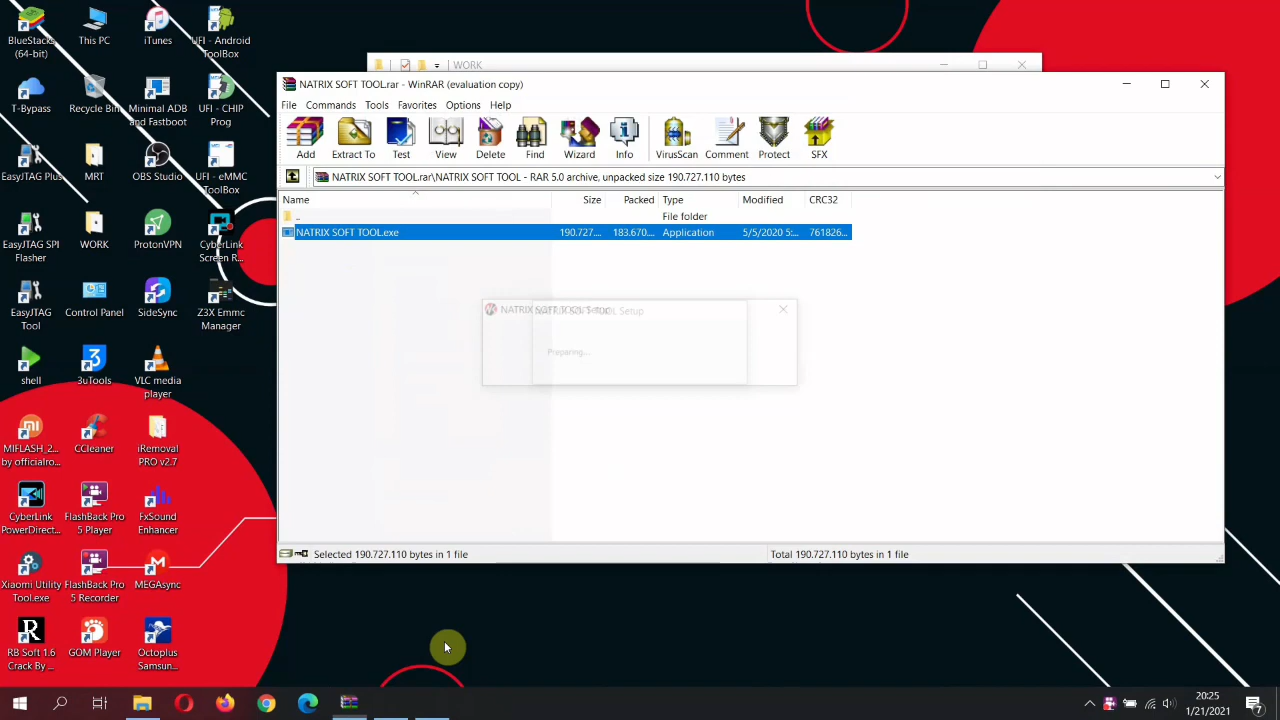 BlueStacks
(64-bit)
This PC
iTunes
UFI - Android
ToolBox
T-Bypass
Recycle Bin
Minimal ADB
and Fastboot
UFI - CHIP
Prog
EasyJTAG Plus
MRT
OBS Studio
UFI - eMMC
ToolBox
EasyJTAG SPI
Flasher
WORK
ProtonVPN
CyberLink
Screen R...
EasyJTAG
Tool
Control Panel
SideSync
Z3X Emmc
Manager
shell
3uTools
VLC media
player
MIFLASH_2...
by officialro...
CCleaner
iRemoval
PRO v2.7
CyberLink
PowerDirect...
FlashBack Pro
5 Player
FxSound
Enhancer
Xiaomi Utility
Tool.exe
FlashBack Pro
5 Recorder
MEGAsync
RB Soft 1.6
Crack By ...
GOM Player
Octoplus
Samsun...
WORK
NATRIX SOFT TOOL.rar - WinRAR (evaluation copy)
File Commands Tools Favorites Options Help
Add Extract To Test View Delete Find Wizard Info VirusScan Comment Protect SFX
NATRIX SOFT TOOL.rar\NATRIX SOFT TOOL - RAR 5.0 archive, unpacked size 190.727.110 bytes
Name Size Packed Type Modified CRC32
.. File folder
NATRIX SOFT TOOL.exe 190.727.... 183.670.... Application 5/5/2020 5:... 761826...
NATRIX SOFT TOOL Setup
Preparing...
Selected 190.727.110 bytes in 1 file
Total 190.727.110 bytes in 1 file
20:25
1/21/2021
7